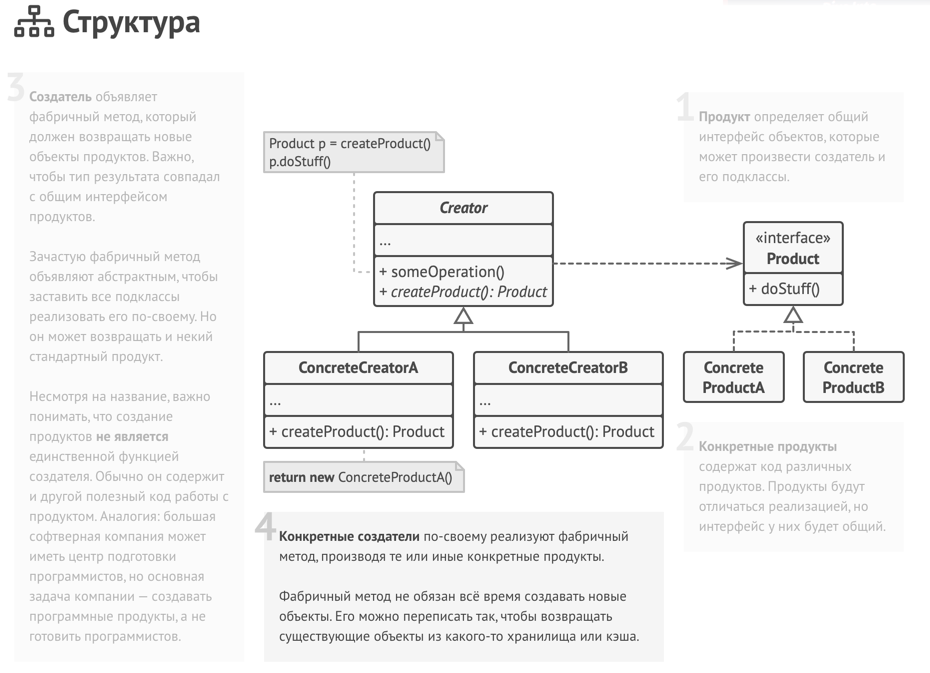 Структура
3
Создатель объявляет
фабричный метод, который
должен возвращать новые
объекты продуктов. Важно,
чтобы тип результата совпадал
с общим интерфейсом
продуктов.
Зачастую фабричный метод
объявляют абстрактным, чтобы
заставить все подклассы
реализовать его по-своему. Но
он может возвращать и некий
стандартный продукт.
Несмотря на название, важно
понимать, что создание
продуктов не является
единственной функцией
создателя. Обычно он содержит
и другой полезный код работы с
продуктом. Аналогия: большая
софтверная компания может
иметь центр подготовки
программистов, но основная
задача компании — создавать
программные продукты, а не
готовить программистов.
Product p = createProduct()
p.doStuff()
Creator
...
+ someOperation()
+ createProduct(): Product
ConcreteCreatorA
...
+ createProduct(): Product
ConcreteCreatorB
...
+ createProduct(): Product
return new ConcreteProductA()
1
Продукт определяет общий
интерфейс объектов, которые
может произвести создатель и
его подклассы.
«interface»
Product
+ doStuff()
Concrete
ProductA
Concrete
ProductB
2
Конкретные продукты
содержат код различных
продуктов. Продукты будут
отличаться реализацией, но
интерфейс у них будет общий.
4
Конкретные создатели по-своему реализуют фабричный
метод, производя те или иные конкретные продукты.
Фабричный метод не обязан всё время создавать новые
объекты. Его можно переписать так, чтобы возвращать
существующие объекты из какого-то хранилища или кэша.